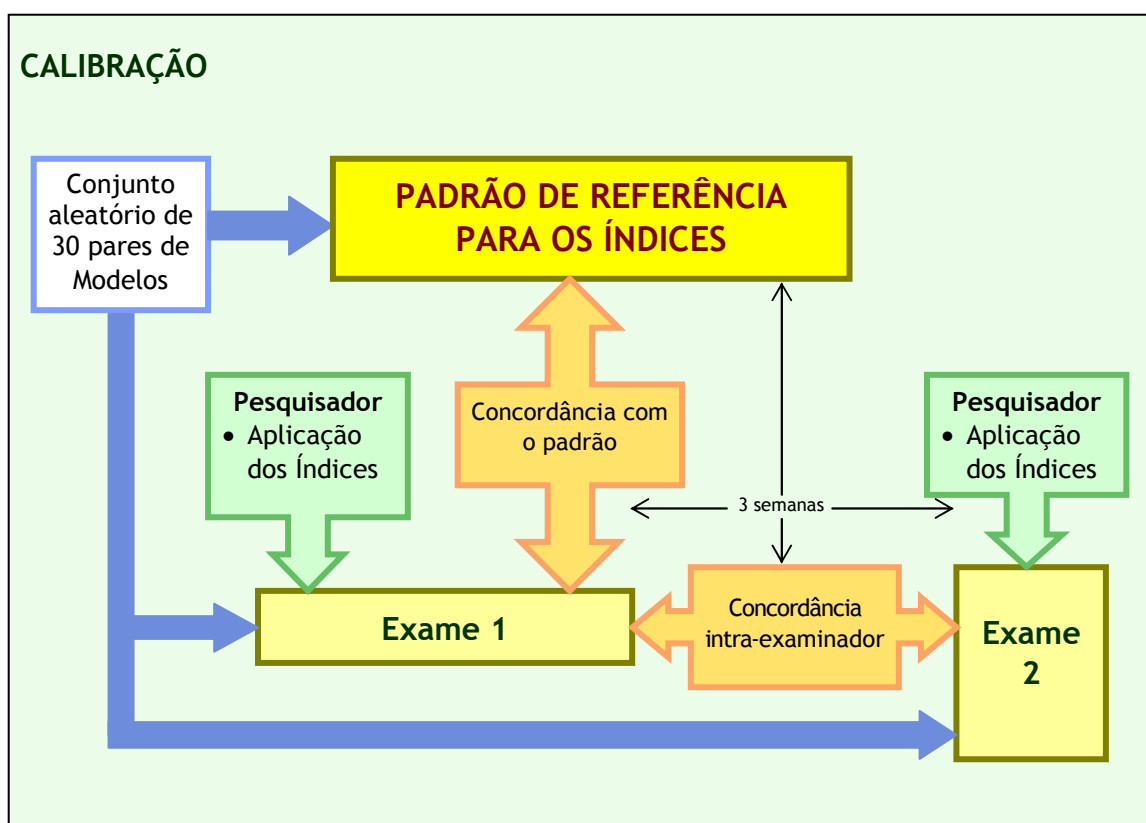 CALIBRAÇÃO
Conjunto
aleatório de
30 pares de
Modelos
PADRÃO DE REFERÊNCIA
PARA OS ÍNDICES
Pesquisador
• Aplicação
dos Índices
Concordância com
o padrão
Pesquisador
• Aplicação
dos Índices
3 semanas
Exame 1
Concordância
intra-examinador
Exame
2